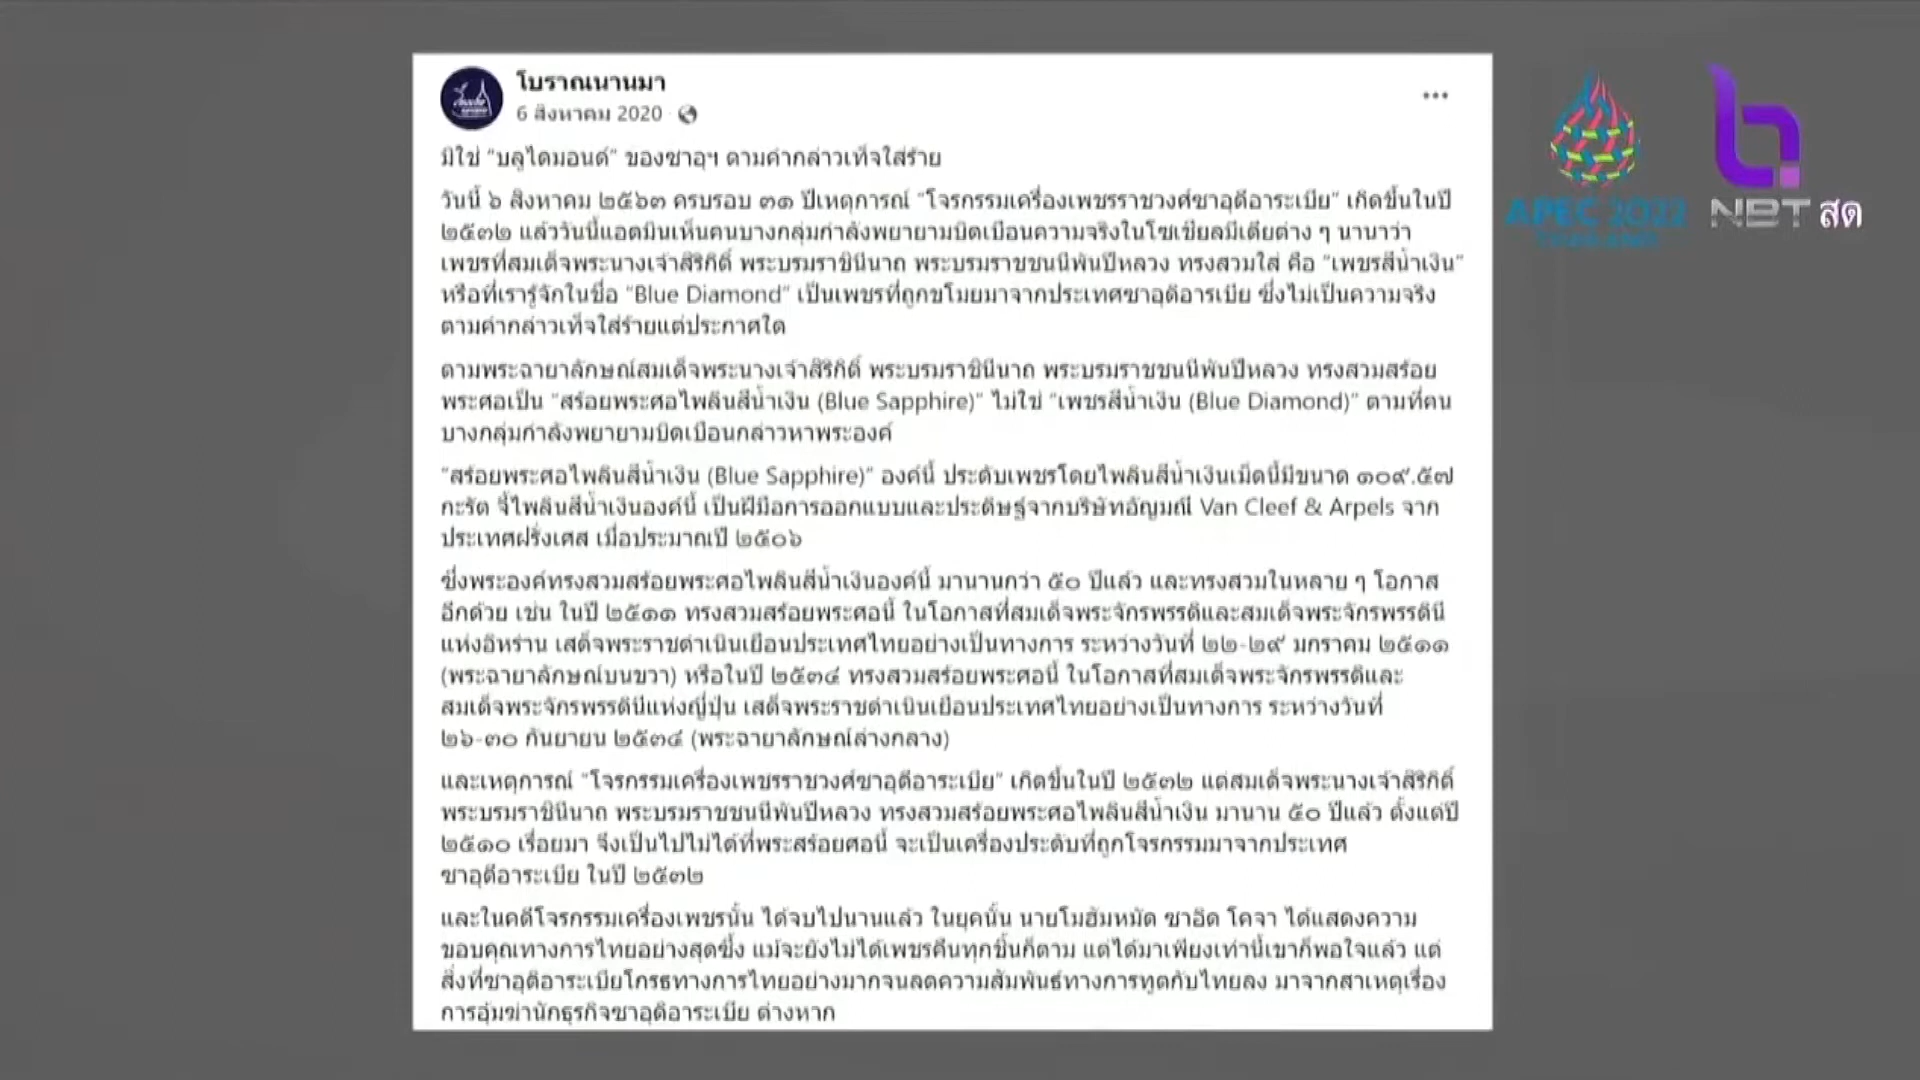 โบราณนานมา
6 สิงหาคม 2020
มิใช่ “บลูไดมอนด์” ของซาอุฯ ตามคำกล่าวเท็จใส่ร้าย
วันนี้ ๖ สิงหาคม ๒๕๖๓ ครบรอบ ๓๑ ปีเหตุการณ์ “โจรกรรมเครื่องเพชรราชวงศ์ซาอุดีอาระเบีย” เกิดขึ้นในปี
๒๕๓๒ แล้ววันนี้แอดมินเห็นคนบางกลุ่มกำลังพยายามบิดเบือนความจริงในโซเชียลมีเดียต่าง ๆ นานาว่า
เพชรที่สมเด็จพระนางเจ้าสิริกิติ์ พระบรมราชินีนาถ พระบรมราชชนนีพันปีหลวง ทรงสวมใส่ คือ “เพชรสีน้ำเงิน”
หรือที่เรารู้จักในชื่อ “Blue Diamond” เป็นเพชรที่ถูกขโมยมาจากประเทศซาอุดีอารเบีย ซึ่งไม่เป็นความจริง
ตามคำกล่าวเท็จใส่ร้ายแต่ประกาศใด
ตามพระฉายาลักษณ์สมเด็จพระนางเจ้าสิริกิติ์ พระบรมราชินีนาถ พระบรมราชชนนีพันปีหลวง ทรงสวมสร้อย
พระศอเป็น “สร้อยพระศอไพลินสีน้ำเงิน (Blue Sapphire)” ไม่ใช่ “เพชรสีน้ำเงิน (Blue Diamond)” ตามที่คน
บางกลุ่มกำลังพยายามบิดเบือนกล่าวหาพระองค์
“สร้อยพระศอไพลินสีน้ำเงิน (Blue Sapphire)” องค์นี้ ประดับเพชรโดยไพลินสีน้ำเงินเม็ดนี้มีขนาด ๑๐๙.๕๗
กะรัต จี้ไพลินสีน้ำเงินองค์นี้ เป็นฝีมือการออกแบบและประดิษฐ์จากบริษัทอัญมณี Van Cleef & Arpels จาก
ประเทศฝรั่งเศส เมื่อประมาณปี ๒๕๐๖
ซึ่งพระองค์ทรงสวมสร้อยพระศอไพลินสีน้ำเงินองค์นี้ มานานกว่า ๕๐ ปีแล้ว และทรงสวมในหลาย ๆ โอกาส
อีกด้วย เช่น ในปี ๒๕๑๑ ทรงสวมสร้อยพระศอนี้ ในโอกาสที่สมเด็จพระจักรพรรดิและสมเด็จพระจักรพรรดินี
แห่งอิหร่าน เสด็จพระราชดำเนินเยือนประเทศไทยอย่างเป็นทางการ ระหว่างวันที่ ๒๒-๒๙ มกราคม ๒๕๑๑
(พระฉายาลักษณ์บนขวา) หรือในปี ๒๕๓๔ ทรงสวมสร้อยพระศอนี้ ในโอกาสที่สมเด็จพระจักรพรรดิและ
สมเด็จพระจักรพรรดินีแห่งญี่ปุ่น เสด็จพระราชดำเนินเยือนประเทศไทยอย่างเป็นทางการ ระหว่างวันที่
๒๖-๓๐ กันยายน ๒๕๓๔ (พระฉายาลักษณ์ล่างกลาง)
และเหตุการณ์ “โจรกรรมเครื่องเพชรราชวงศ์ซาอุดีอาระเบีย” เกิดขึ้นในปี ๒๕๓๒ แต่สมเด็จพระนางเจ้าสิริกิติ์
พระบรมราชินีนาถ พระบรมราชชนนีพันปีหลวง ทรงสวมสร้อยพระศอไพลินสีน้ำเงิน มานาน ๕๐ ปีแล้ว ตั้งแต่ปี
๒๕๑๐ เรื่อยมา จึงเป็นไปไม่ได้ที่พระสร้อยศอนี้ จะเป็นเครื่องประดับที่ถูกโจรกรรมมาจากประเทศ
ซาอุดีอาระเบีย ในปี ๒๕๓๒
และในคดีโจรกรรมเครื่องเพชรนั้น ได้จบไปนานแล้ว ในยุคนั้น นายโมฮัมหมัด ซาอิด โคจา ได้แสดงความ
ขอบคุณทางการไทยอย่างสุดซึ้ง แม้จะยังไม่ได้เพชรคืนทุกชิ้นก็ตาม แต่ได้มาเพียงเท่านี้เขาก็พอใจแล้ว แต่
สิ่งที่ซาอุดิอาระเบียโกรธทางการไทยอย่างมากจนลดความสัมพันธ์ทางการทูตกับไทยลง มาจากสาเหตุเรื่อง
การอุ้มฆ่านักธุรกิจซาอุดิอาระเบีย ต่างหาก
APEC 2022
THAILAND
NBT สด